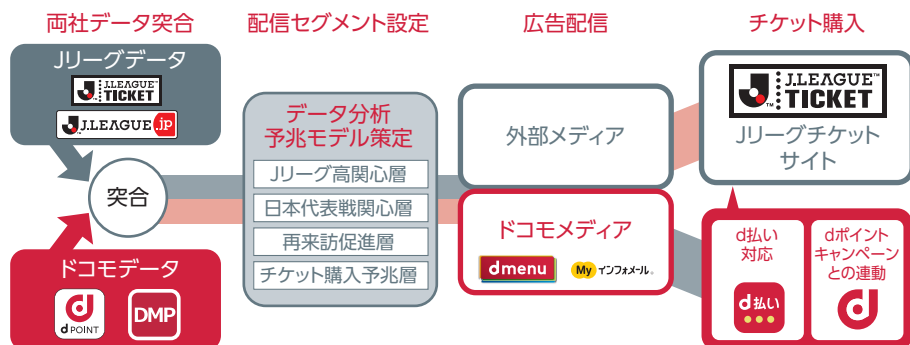 両社データ突合
Jリーグデータ
J.LEAGUE™
TICKET
J.LEAGUE.jp
突合
ドコモデータ
d POINT
DMP
配信セグメント設定
データ分析
予兆モデル策定
Jリーグ高関心層
日本代表戦関心層
再来訪促進層
チケット購入予兆層
広告配信
外部メディア
ドコモメディア
dmenu
My インフォメール®
チケット購入
J.LEAGUE™
TICKET
Jリーグチケット
サイト
d払い
対応
d払い
dポイント
キャンペーン
との連動
d